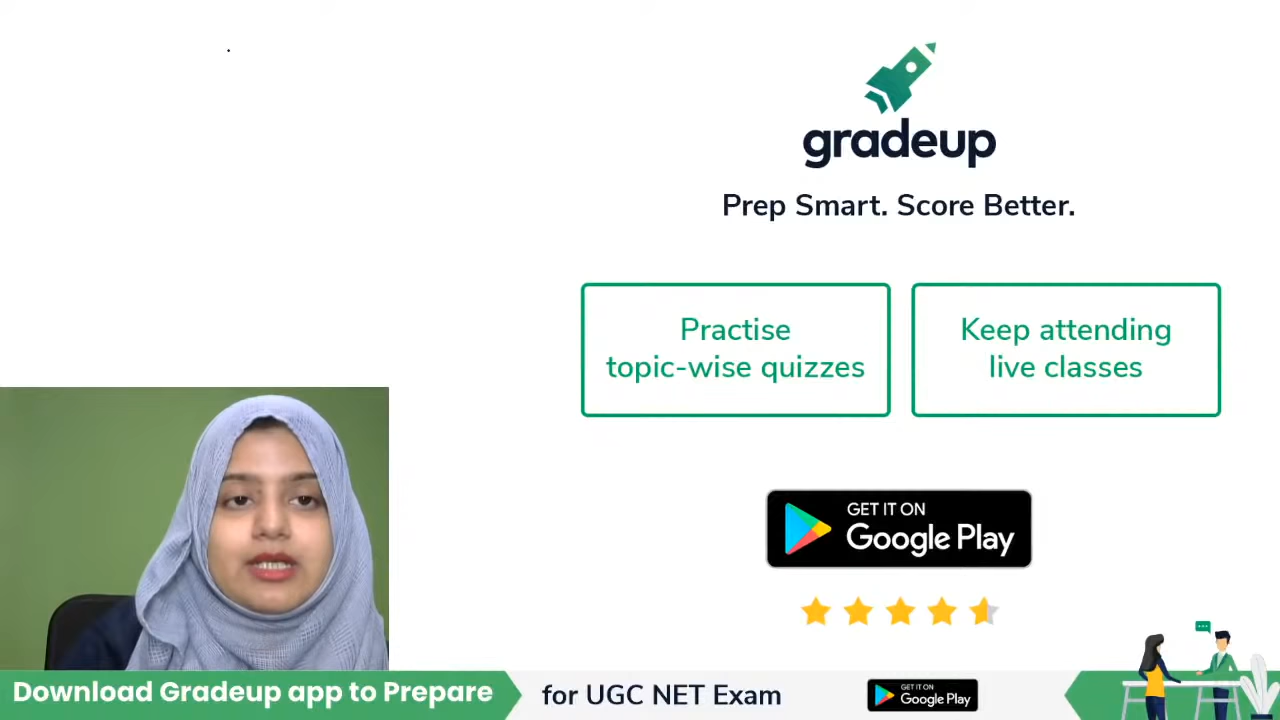 gradeup
Prep Smart. Score Better.
Practise
topic-wise quizzes
Keep attending
live classes
GET IT ON
Google Play
Download Gradeup app to Prepare
for UGC NET Exam
GET IT ON
Google Play